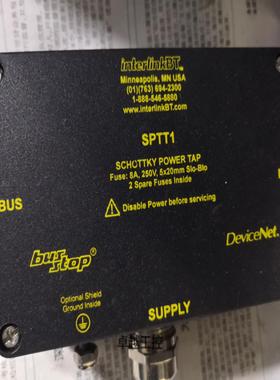 interlinkBT™
Minneapolis, MN USA
(01)(763) 694-2300
1-888-546-5880
www.interlinkBT.com
SPTT1
SCHOTTKY POWER TAP
Fuse: 8A, 250V, 5x20mm Slo-Blo
2 Spare Fuses Inside
Disable Power before Servicing
BUS
DeviceNet.
bus stop®
Optional Shield
Ground Inside
SUPPLY